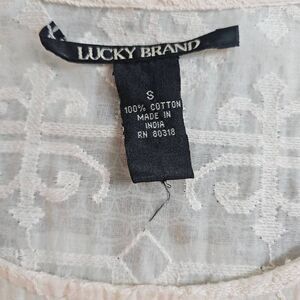 LUCKY BRAND
S
100% COTTON
MADE IN
INDIA
RN 80318